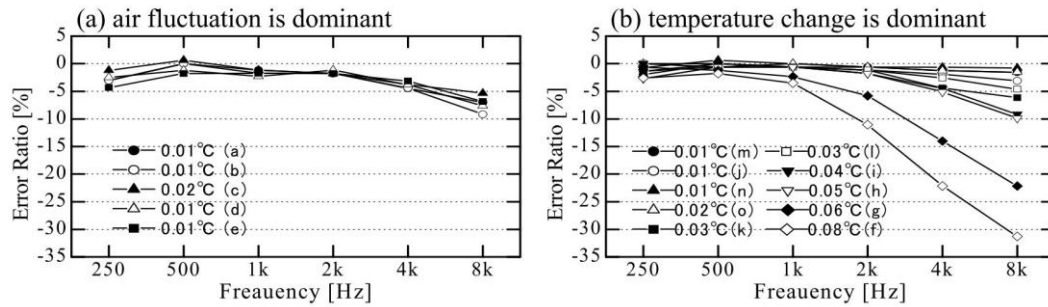 (a) air fluctuation is dominant
5
0
-5
-10
-15
-20
-25
-30
-35
Error Ratio [%]
0.01℃ (a)
0.01℃ (b)
0.02℃ (c)
0.01℃ (d)
0.01℃ (e)
250 500 1k 2k 4k 8k
Freauency [Hz]
(b) temperature change is dominant
5
0
-5
-10
-15
-20
-25
-30
-35
Error Ratio [%]
0.01℃(m) 0.03℃(l)
0.01℃(j) 0.04℃(i)
0.01℃(n) 0.05℃(h)
0.02℃(o) 0.06℃(g)
0.03℃(k) 0.08℃(f)
250 500 1k 2k 4k 8k
Freauency [Hz]